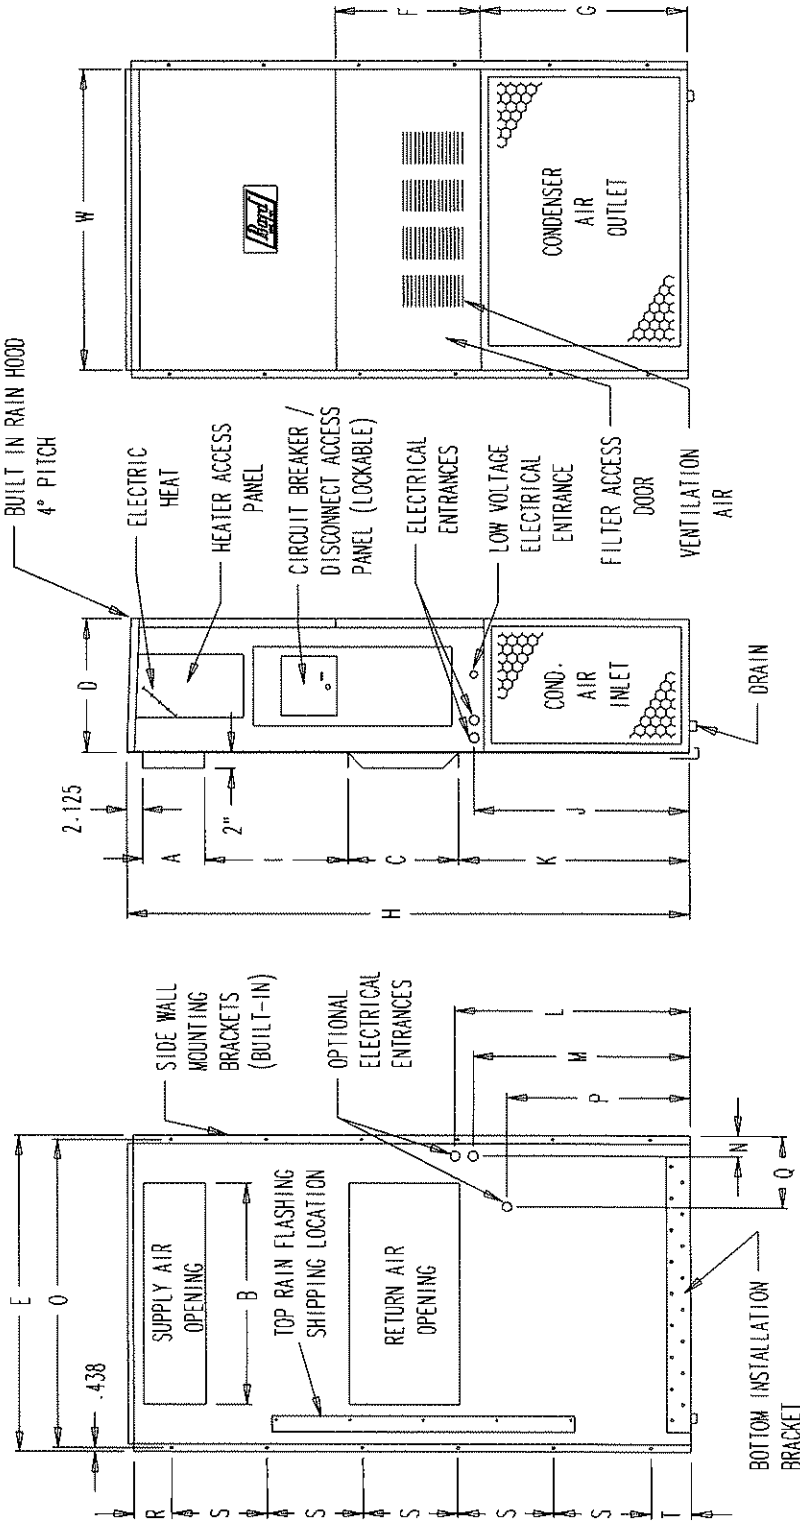 W
F
G
BUILT IN RAIN HOOD
4° PITCH
ELECTRIC
HEAT
HEATER ACCESS
PANEL
CIRCUIT BREAKER /
DISCONNECT ACCESS
PANEL (LOCKABLE)
ELECTRICAL
ENTRANCES
LOW VOLTAGE
ELECTRICAL
ENTRANCE
FILTER ACCESS
DOOR
VENTILATION
AIR
Bard
CONDENSER
AIR
OUTLET
D
2.125
A
2"
I
C
K
J
H
COND.
AIR
INLET
DRAIN
SIDE WALL
MOUNTING
BRACKETS
(BUILT-IN)
OPTIONAL
ELECTRICAL
ENTRANCES
E
O
.438
SUPPLY AIR
OPENING
B
TOP RAIN FLASHING
SHIPPING LOCATION
RETURN AIR
OPENING
L
M
P
N
Q
R
S
S
S
S
S
T
BOTTOM INSTALLATION
BRACKET